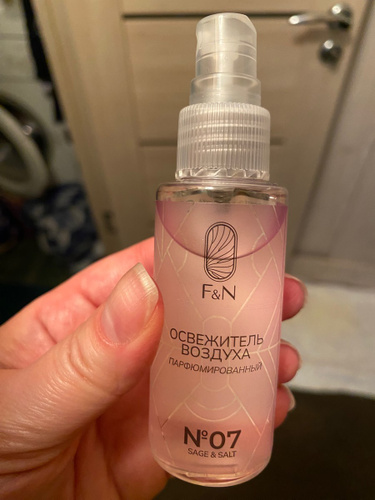 F&N
ОСВЕЖИТЕЛЬ
ВОЗДУХА
ПАРФЮМИРОВАННЫЙ
№07
SAGE & SALT